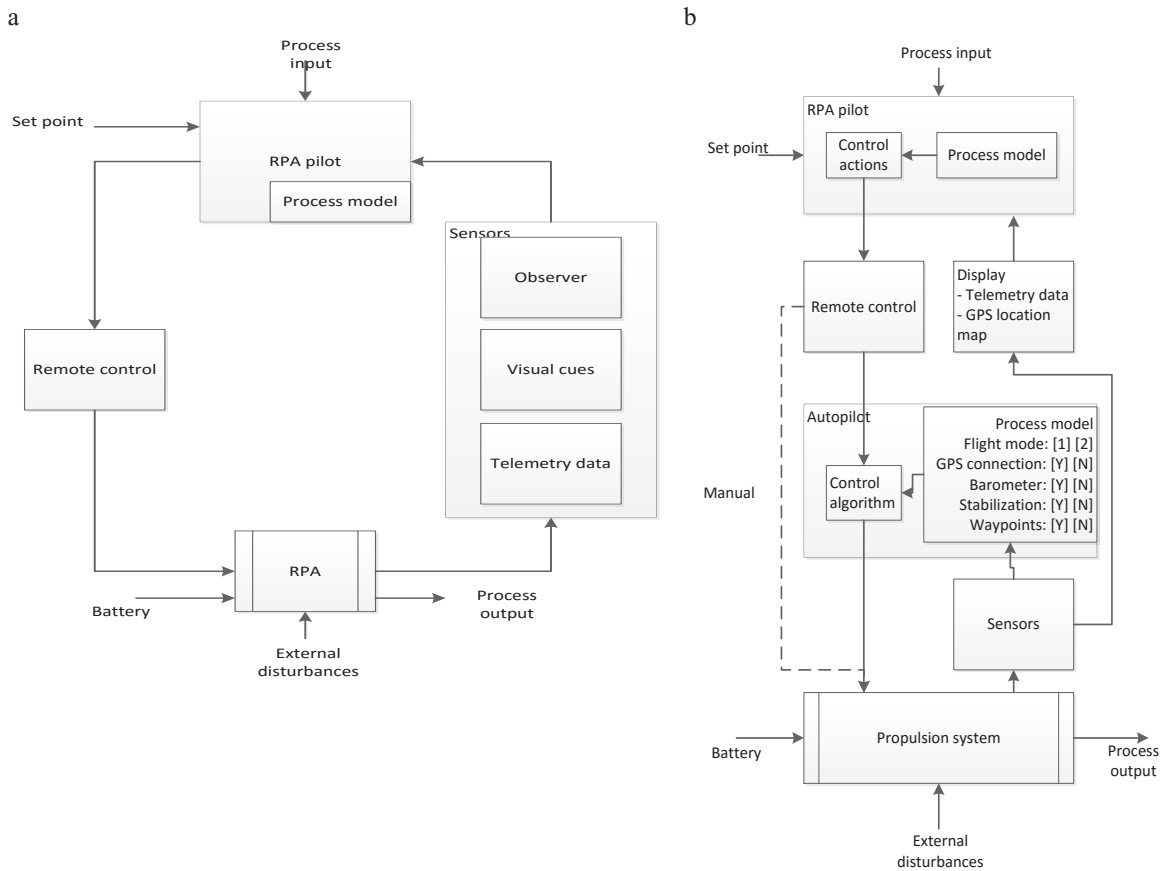 a
Process
input
Set point
RPA pilot
Process model
Sensors
Observer
Remote control
Visual cues
Telemetry data
RPA
Battery
Process
output
External
disturbances
b
Process input
RPA pilot
Set point
Control
actions
Process model
Remote control
Display
- Telemetry data
- GPS location
map
Autopilot
Process model
Flight mode: [1] [2]
GPS connection: [Y] [N]
Barometer: [Y] [N]
Stabilization: [Y] [N]
Waypoints: [Y] [N]
Control
algorithm
Manual
Sensors
Propulsion system
Battery
Process
output
External
disturbances